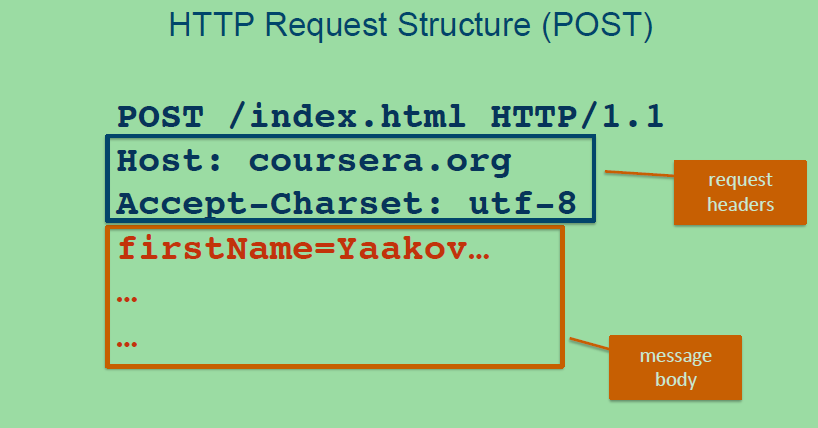 HTTP Request Structure (POST)
POST /index.html HTTP/1.1
Host: coursera.org
Accept-Charset: utf-8
request
headers
firstName=Yaakov…
…
…
message
body